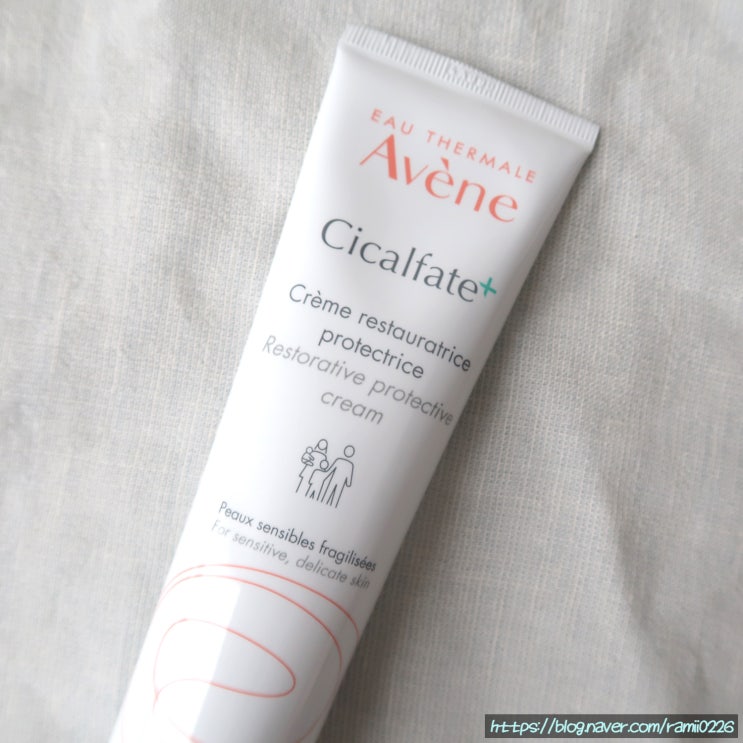 EAU THERMALE
Avène
Cicalfate+
Crème restauratrice
protectrice
Restorative protective
cream
Peaux sensibles fragilisées
For sensitive, delicate skin
https://blog.naver.com/ramii0226